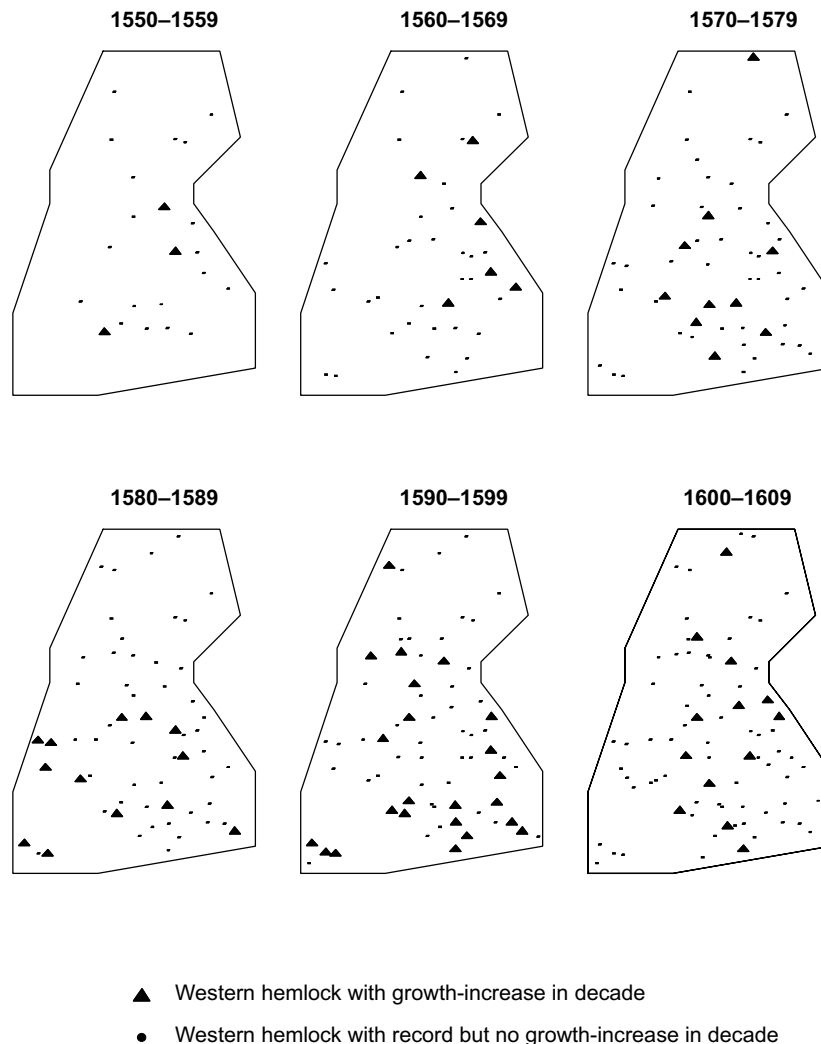 1550–1559 1560–1569 1570–1579
1580–1589 1590–1599 1600–1609
Western hemlock with growth-increase in decade
Western hemlock with record but no growth-increase in decade